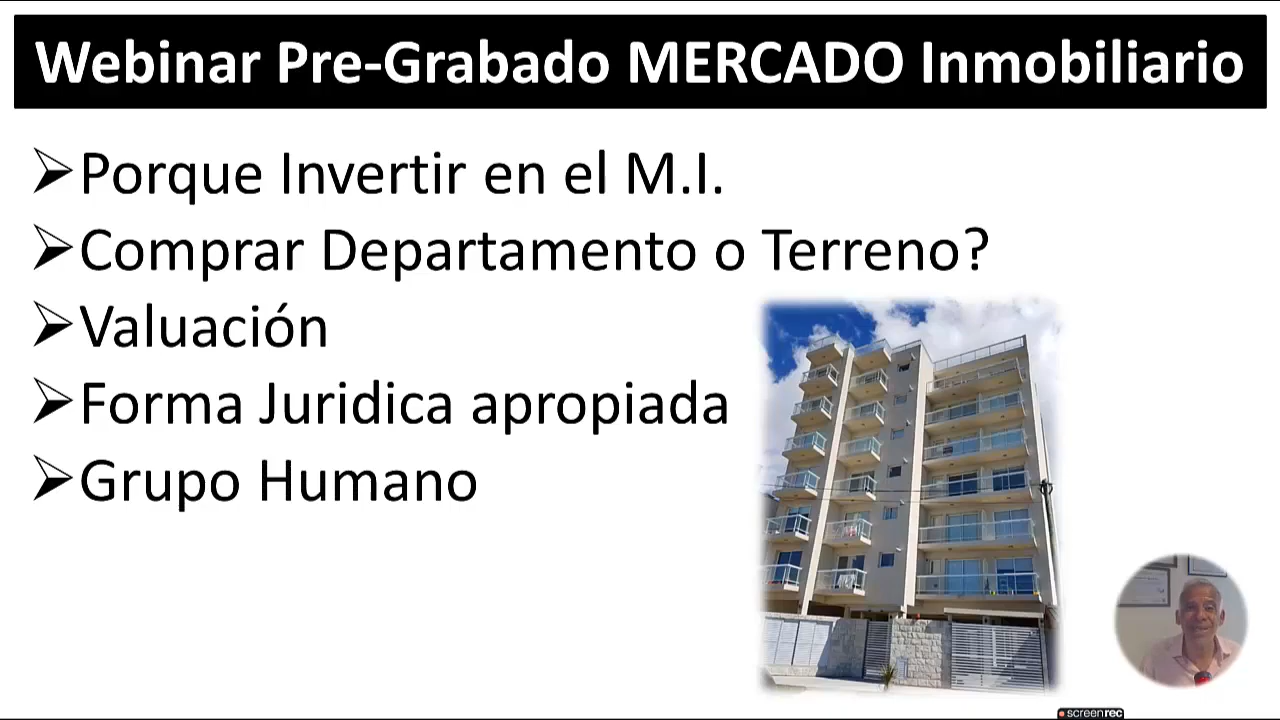 Webinar Pre-Grabado MERCADO Inmobiliario
➢Porque Invertir en el M.I.
➢Comprar Departamento o Terreno?
➢Valuación
➢Forma Juridica apropiada
➢Grupo Humano
screenrec